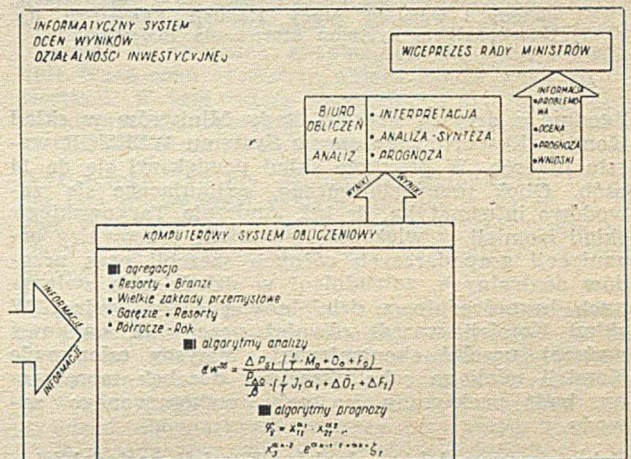 INFORMATYCZNY SYSTEM
OCEN WYNIKÓW
DZIAŁALNOŚCI INWESTYCYJNEJ
WICEPREZES RADY MINISTRÓW
INFORMACJA
• PROBLEMO-
WA
• OCENA
• PROGNOZA
• WNIOSKI
BIURO
OBLICZEŃ
I
ANALIZ
• INTERPRETACJA
• ANALIZA-SYNTEZA
• PROGNOZA
WYNIKI
WYNIKI
KOMPUTEROWY SYSTEM OBLICZENIOWY
INFORMACJE
INFORMACJE
■ agregacja
• Resorty • Branże
• Wielkie zakłady przemysłowe
• Gałęzie • Resorty
• Półrocze - Rok
■ algorytmy analizy
■ algorytmy prognozy